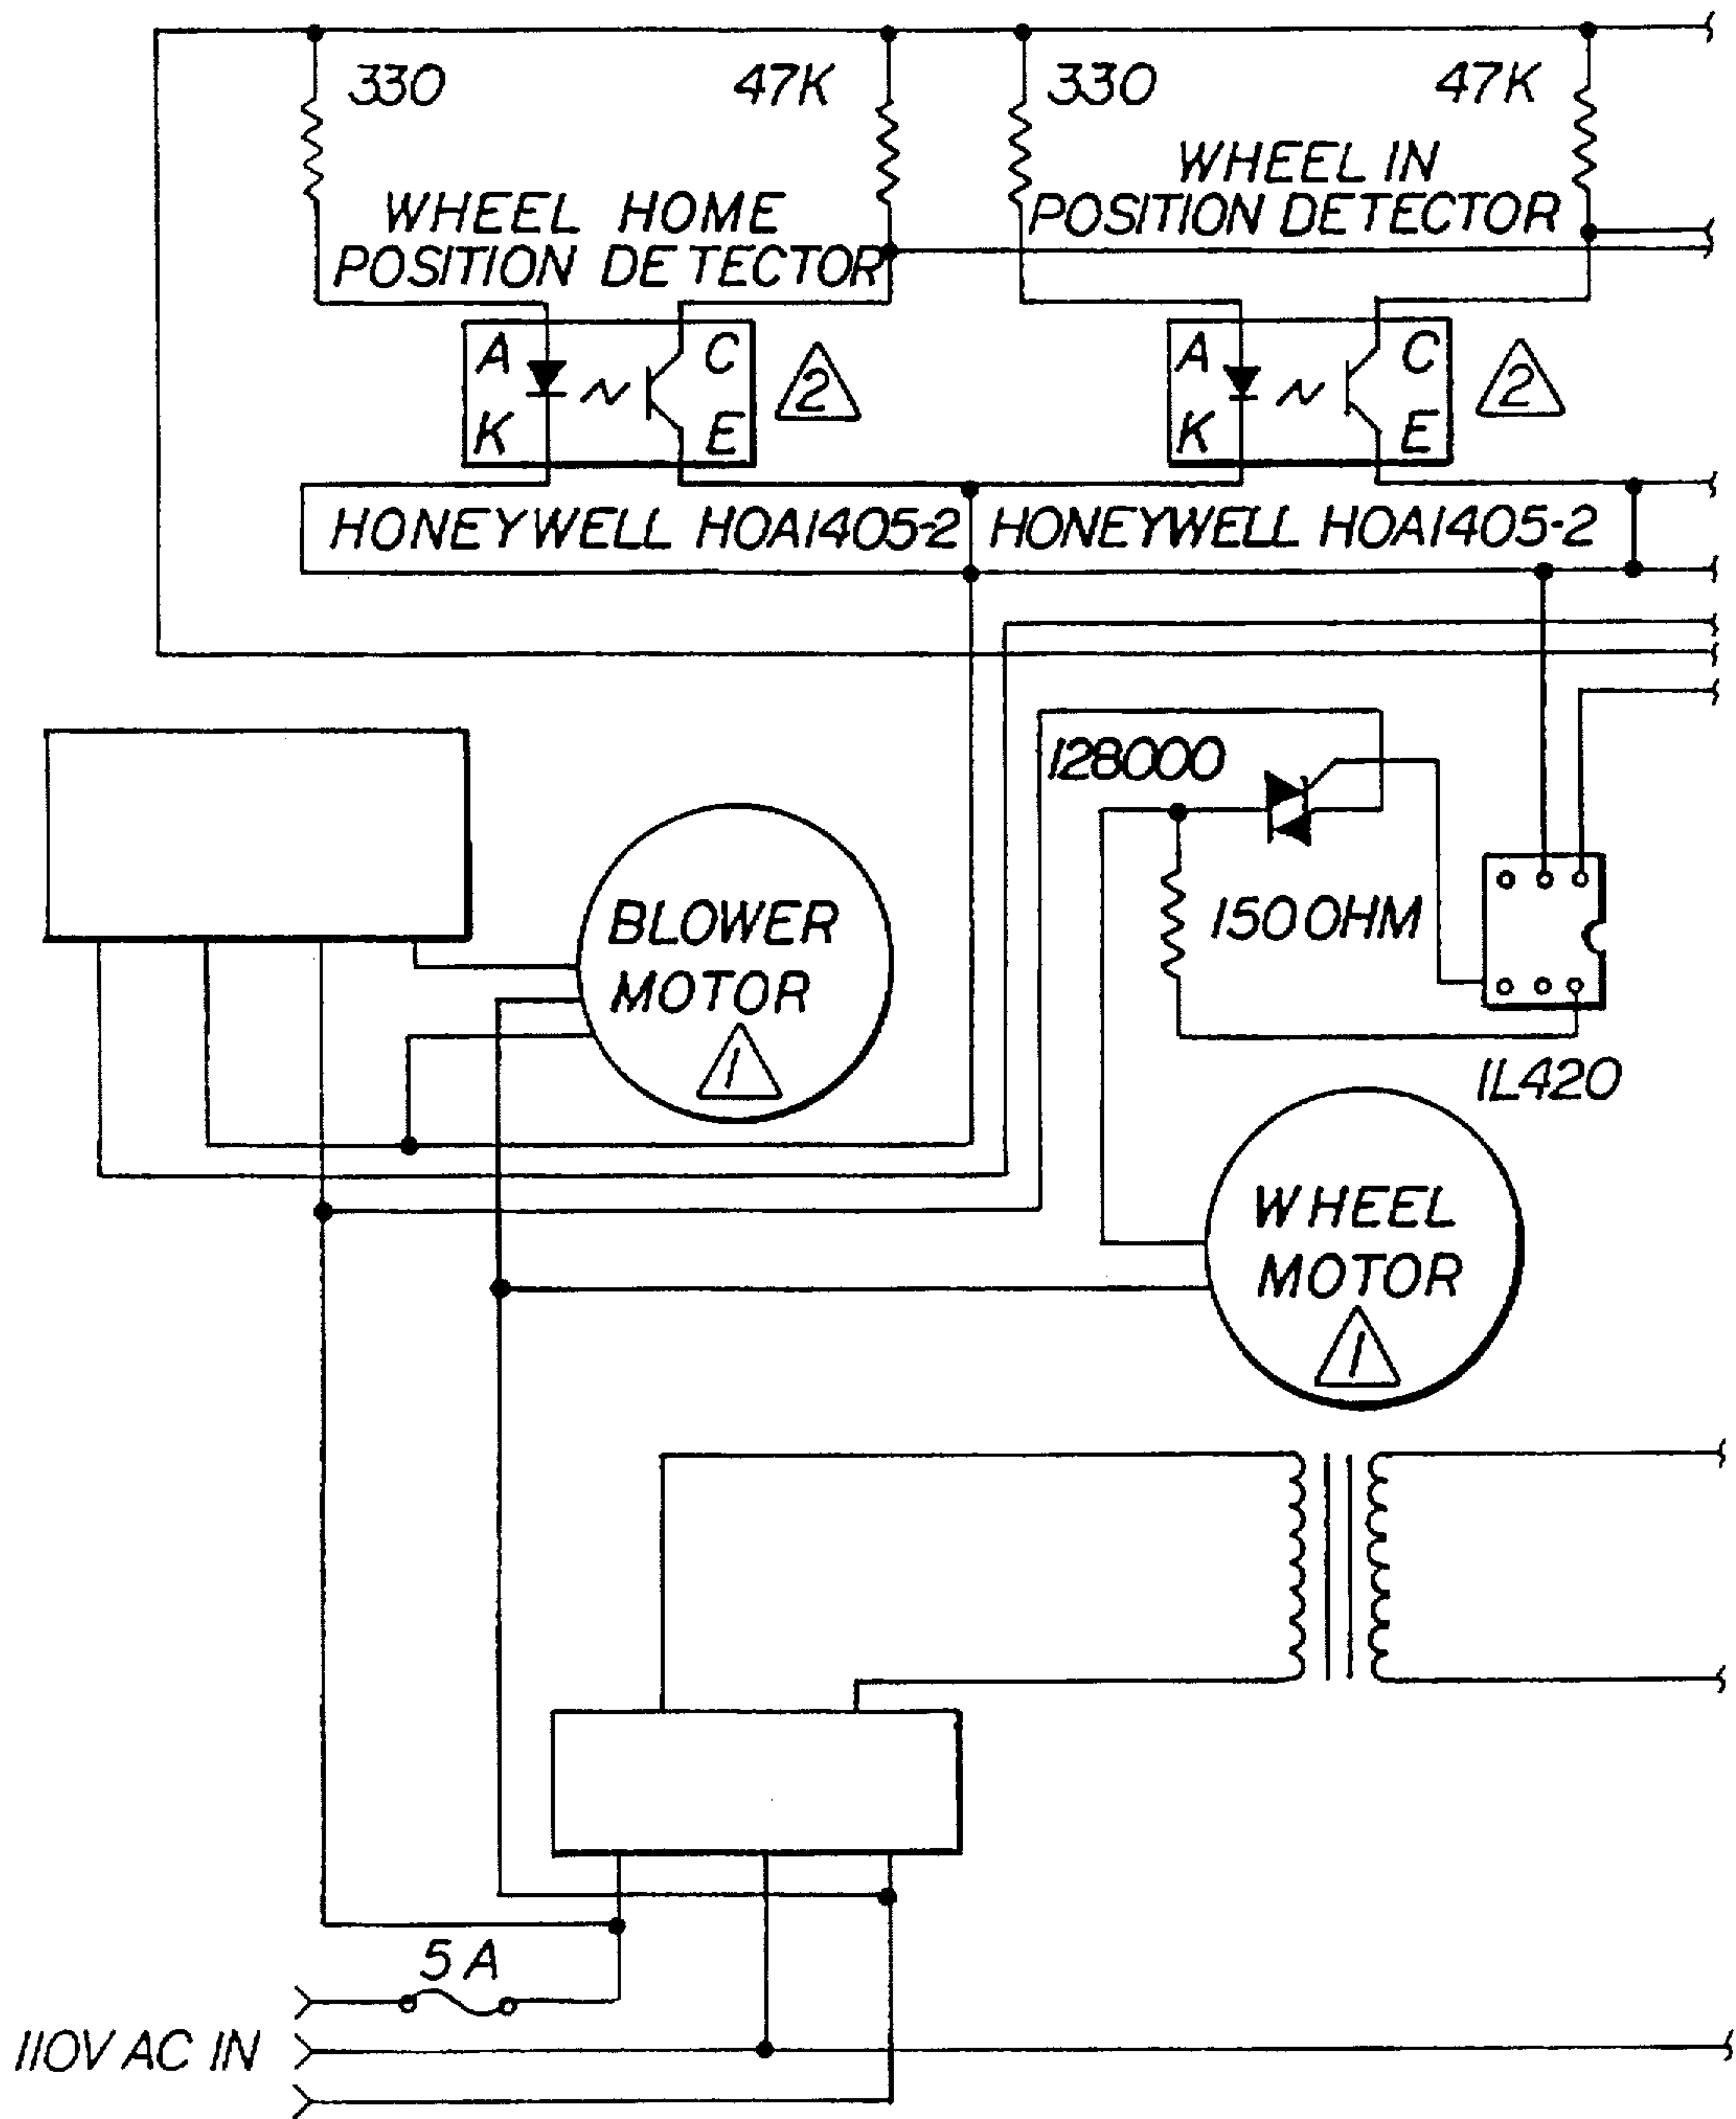 330
47K
330
47K
WHEEL HOME
POSITION DETECTOR
WHEEL IN
POSITION DETECTOR
A
C
K
E
2
A
C
K
E
2
HONEYWELL HOA1405-2
HONEYWELL HOA1405-2
128000
150 OHM
IL420
BLOWER
MOTOR
1
WHEEL
MOTOR
1
5A
110V AC IN